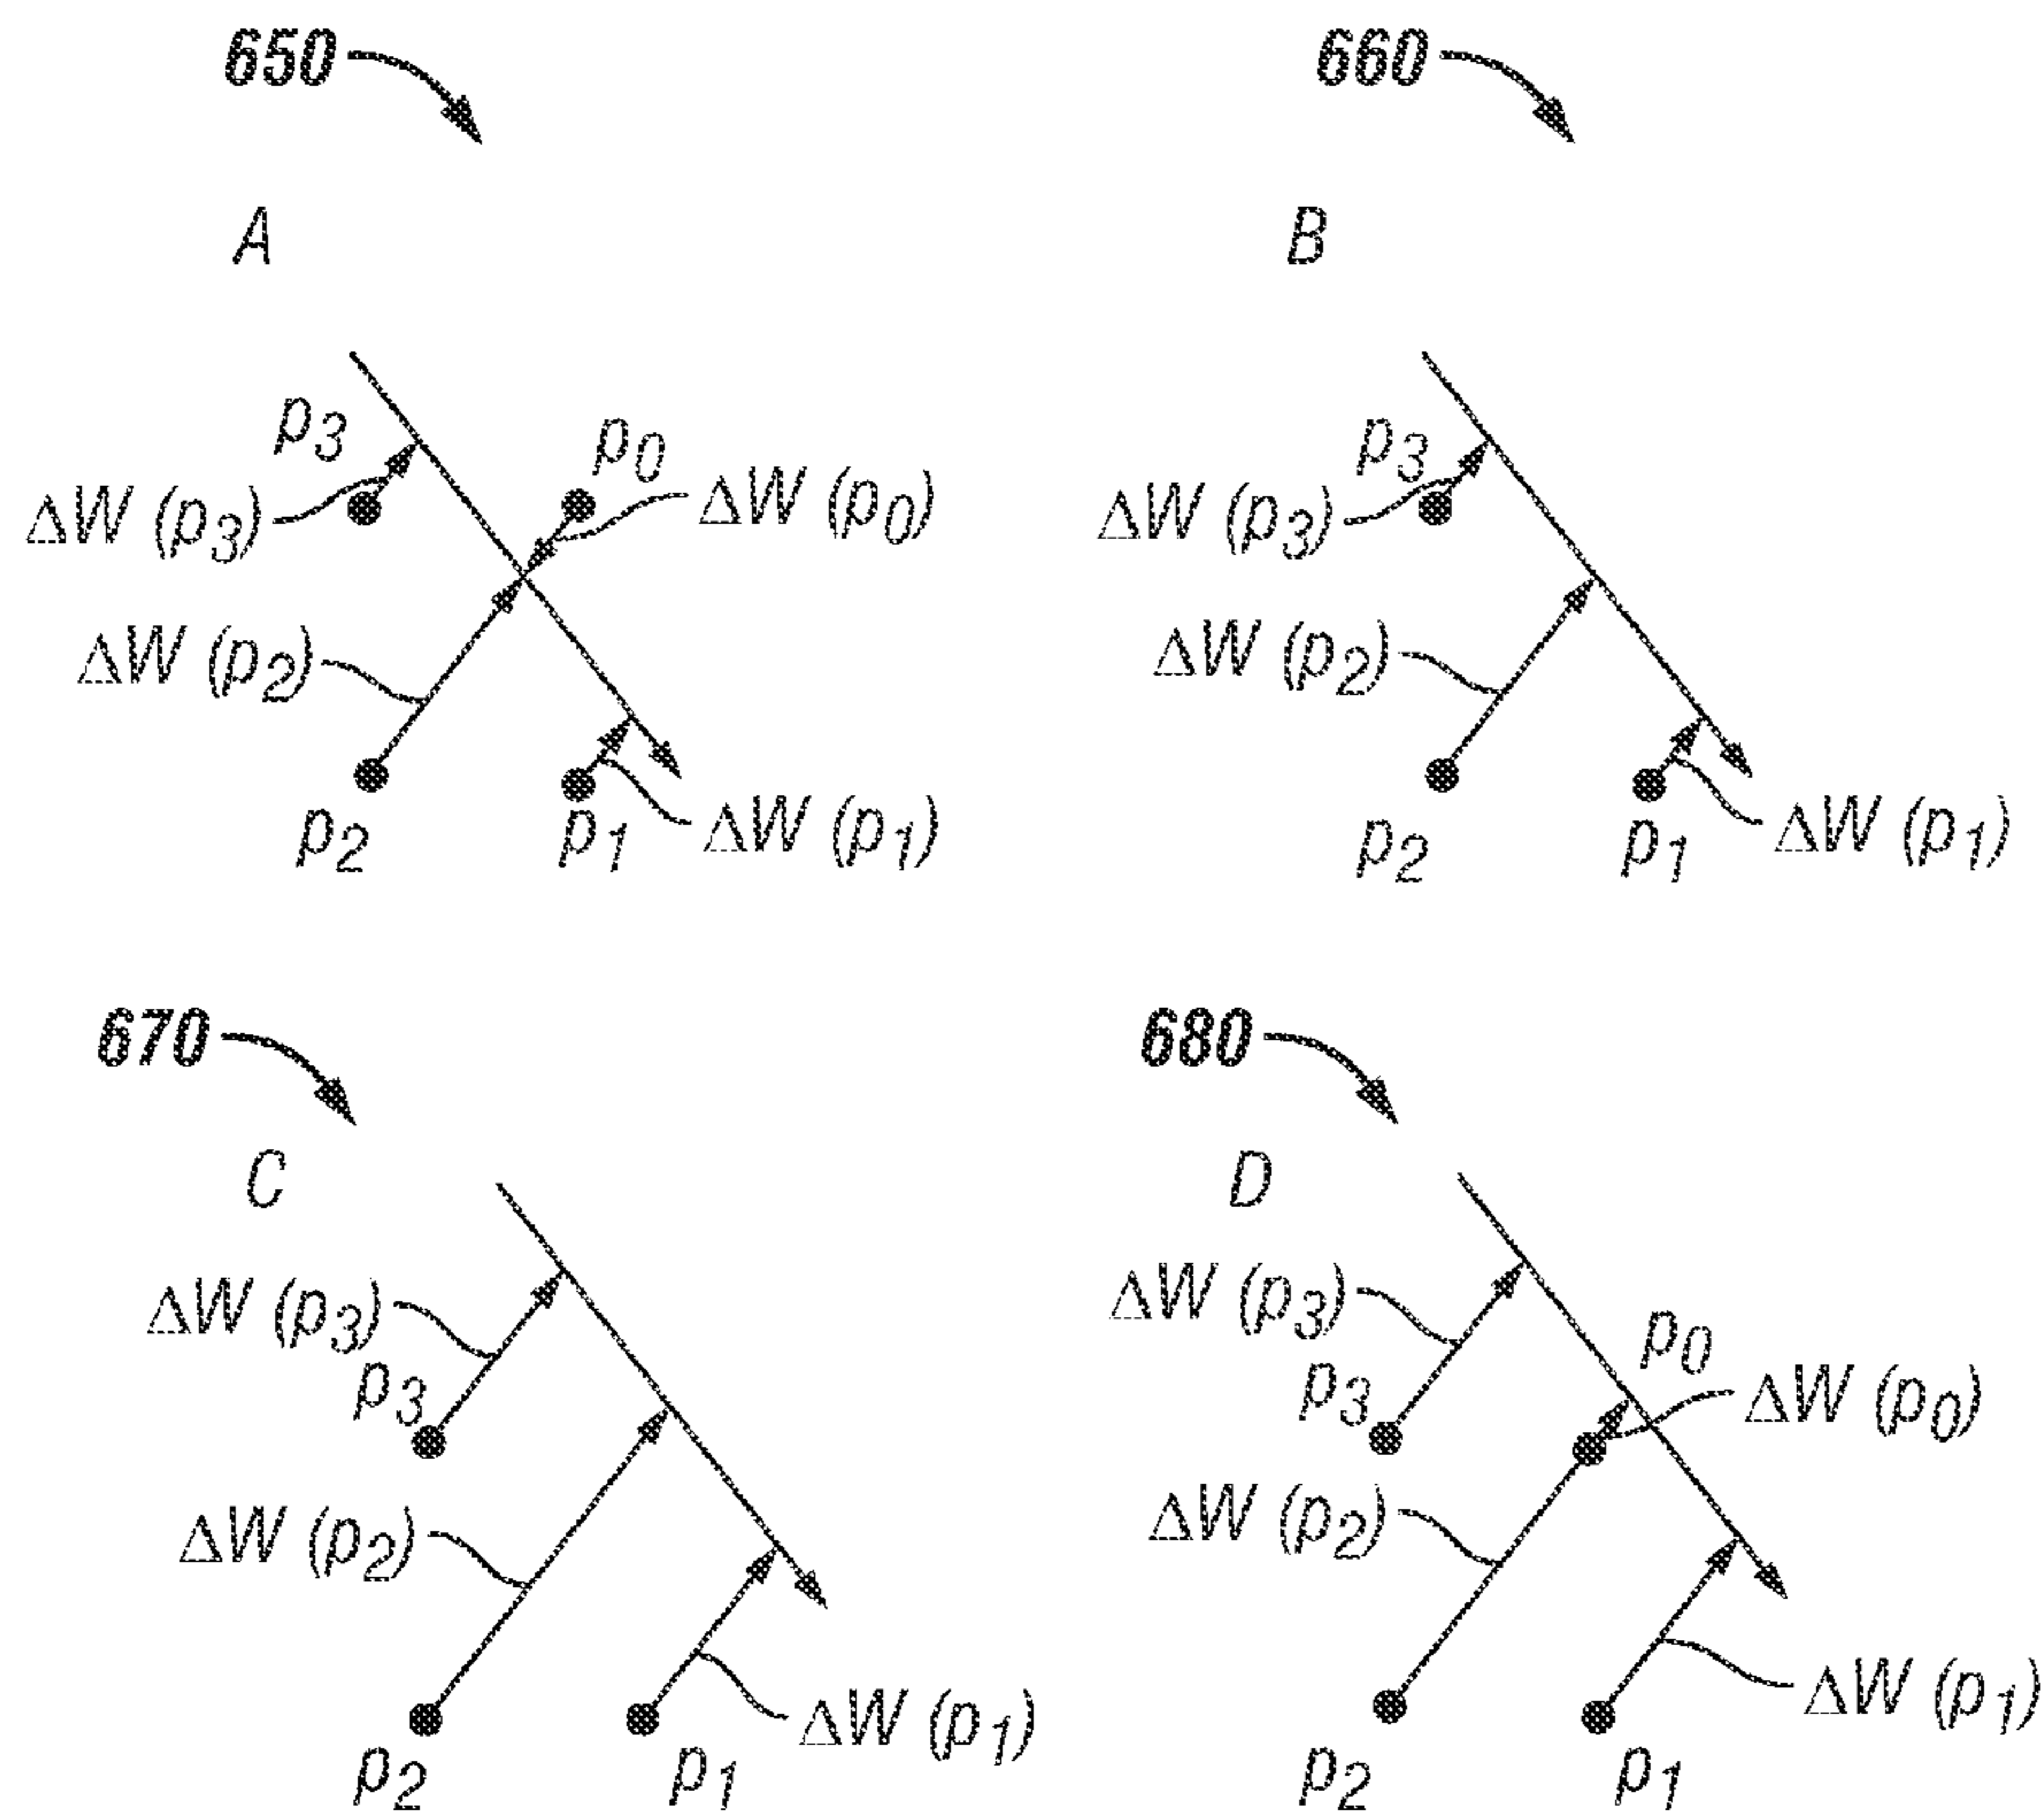 650
A
p3
p0
ΔW (p3)
ΔW (p0)
ΔW (p2)
p2
p1
ΔW (p1)
660
B
p3
ΔW (p3)
ΔW (p2)
p2
p1
ΔW (p1)
670
C
ΔW (p3)
p3
ΔW (p2)
p2
p1
ΔW (p1)
680
D
ΔW (p3)
p0
p3
ΔW (p0)
ΔW (p2)
p2
p1
ΔW (p1)